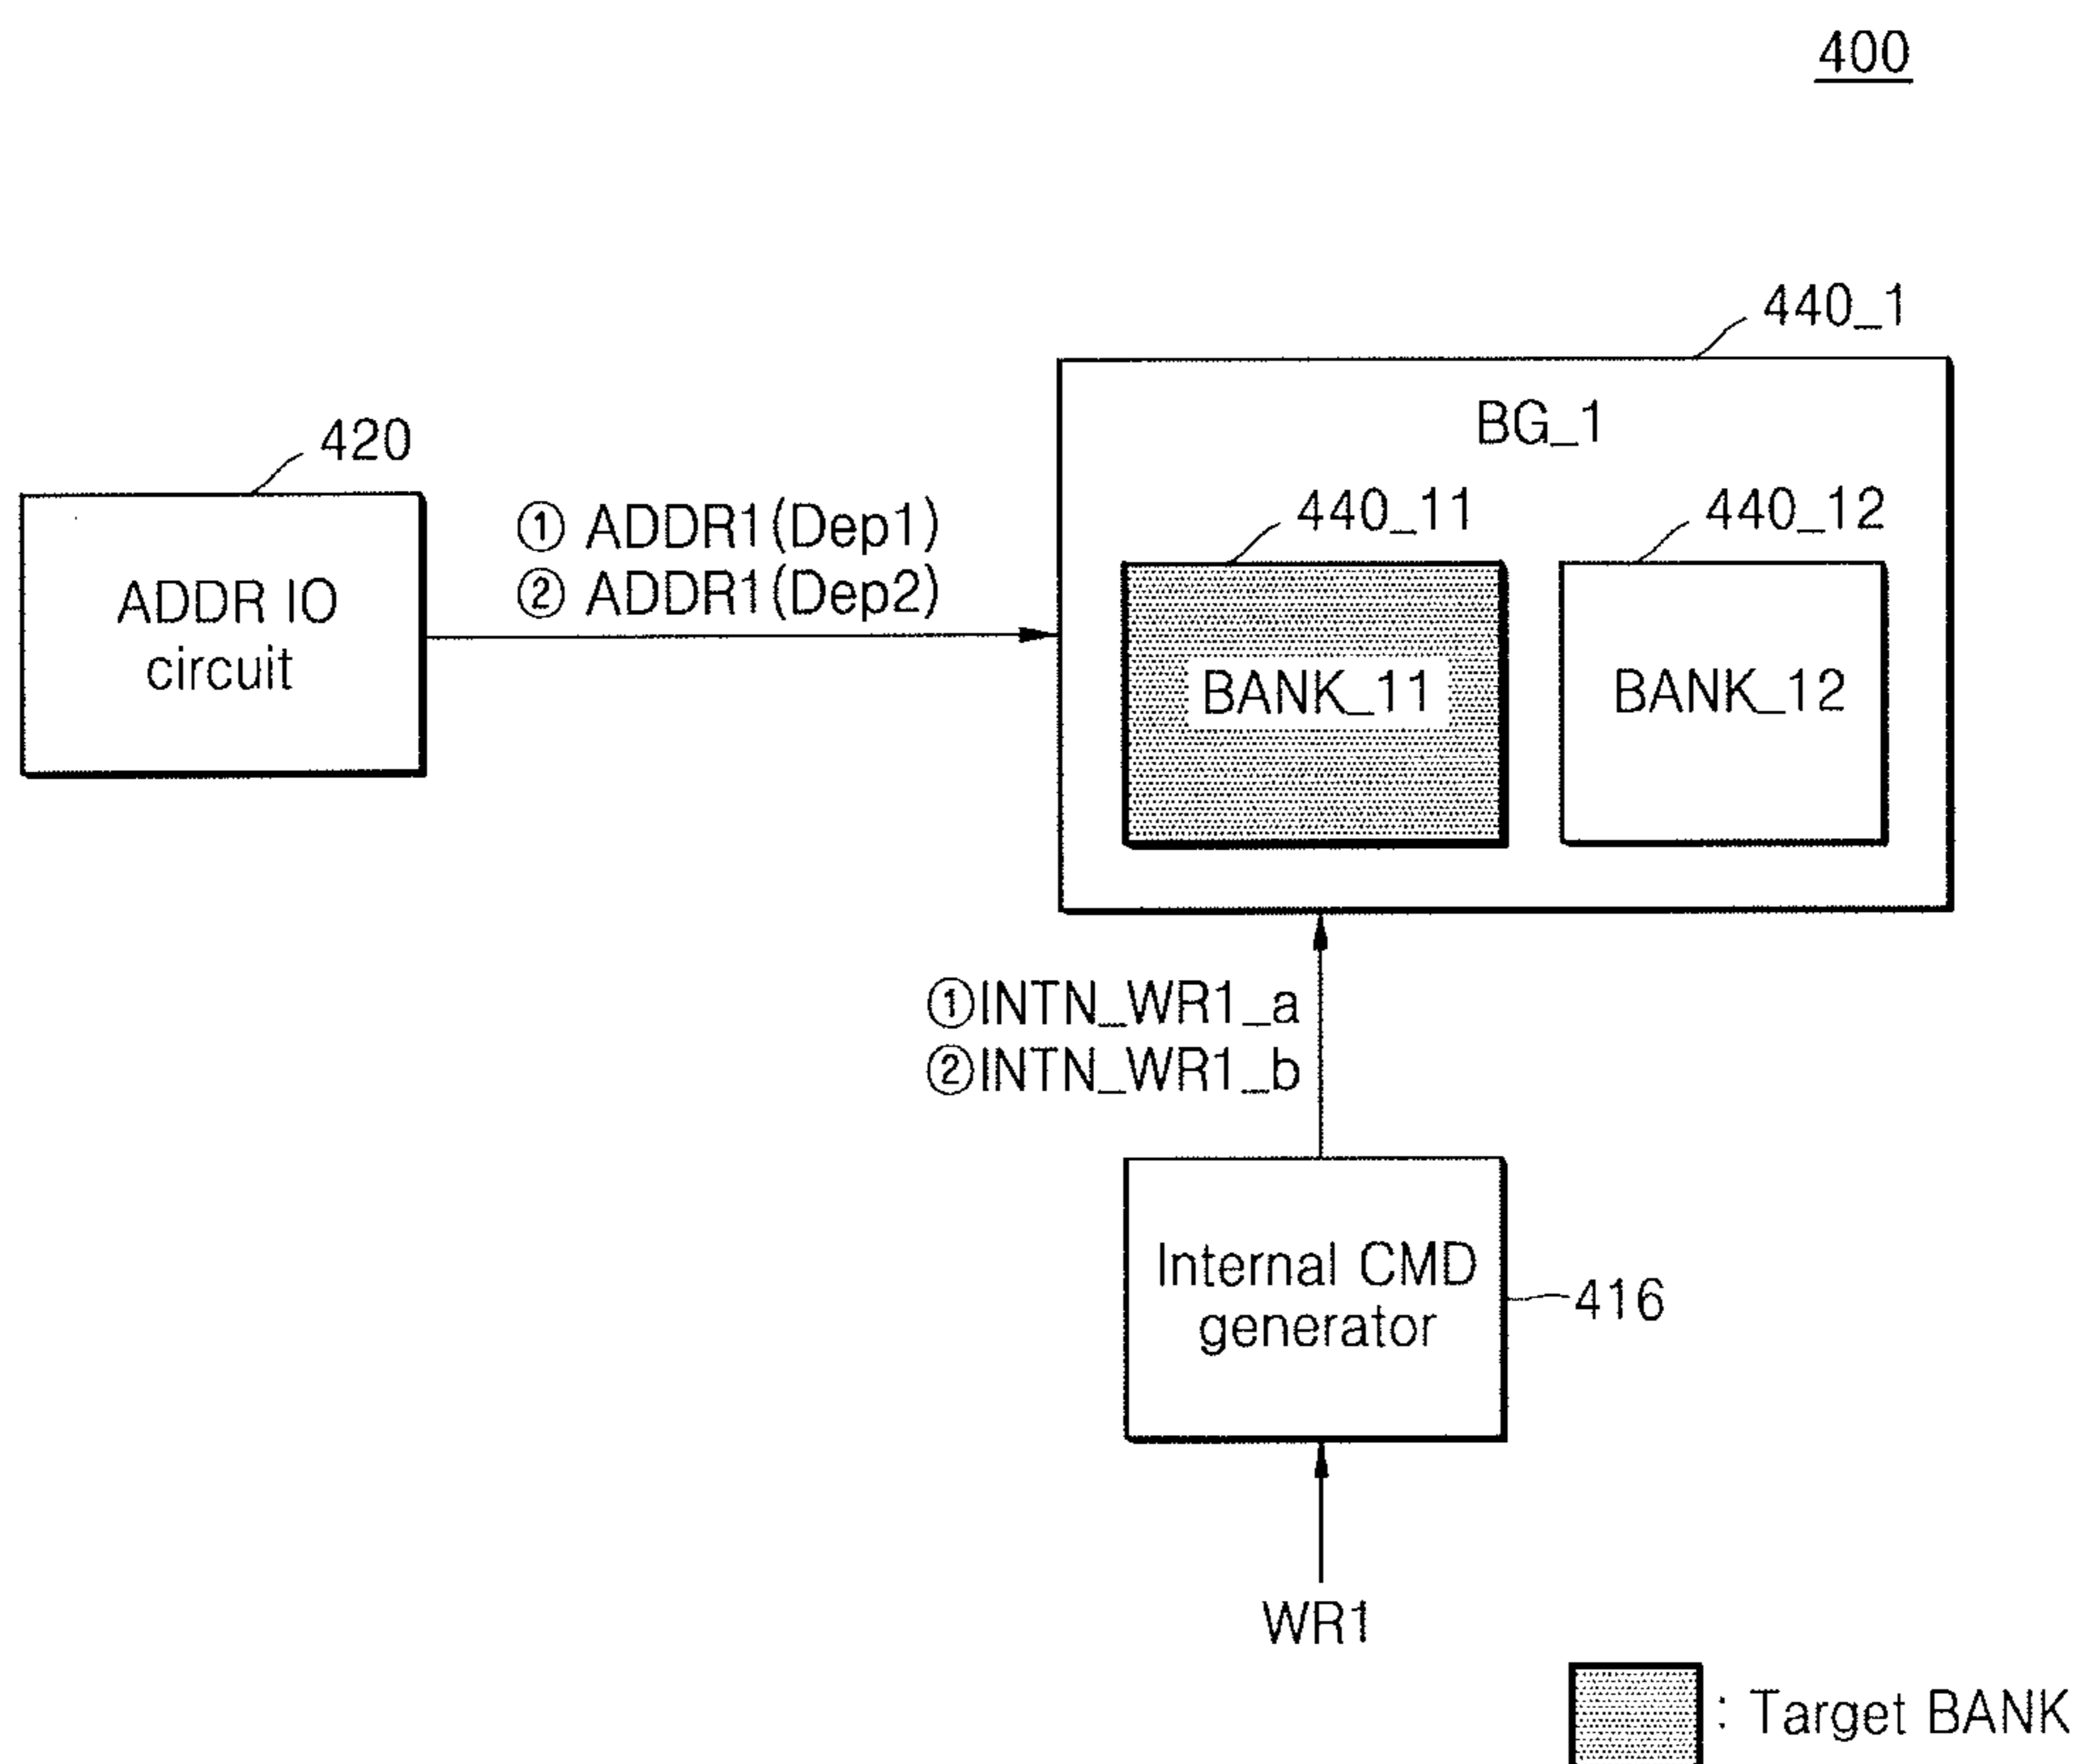 400
440_1
BG_1
420
① ADDR1(Dep1)
② ADDR1(Dep2)
440_11
440_12
ADDR IO
circuit
BANK_11
BANK_12
①INTN_WR1_a
②INTN_WR1_b
Internal CMD
generator
416
WR1
: Target BANK